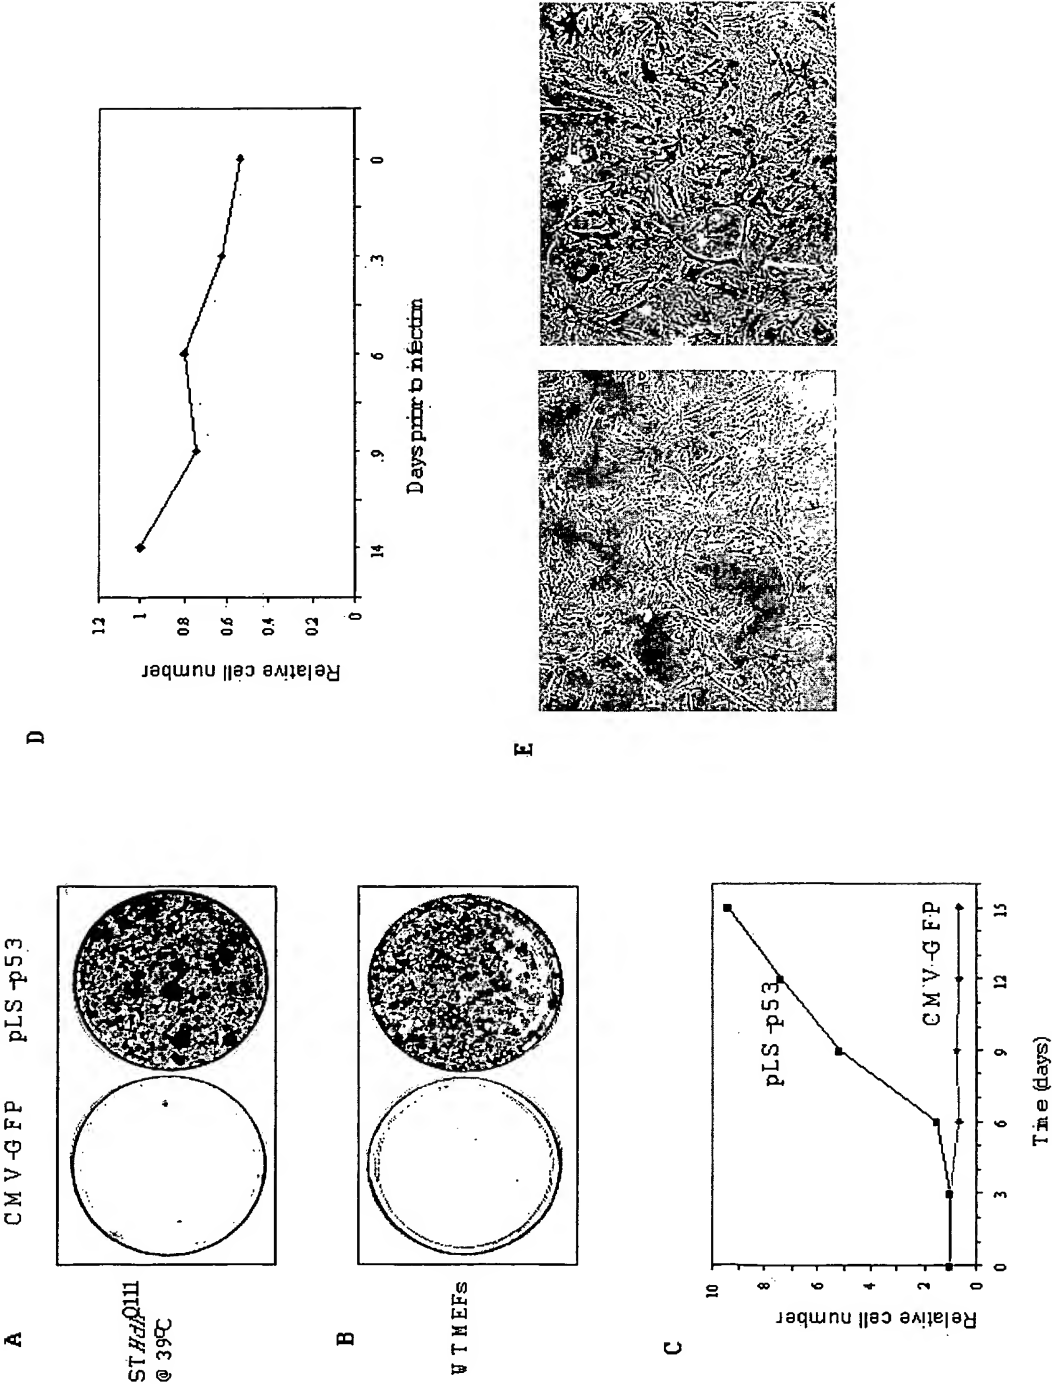 A
CMV-GFP pLS-p53
STHdhQ111
@ 39°C
B
WTMEFs
C
Relative cell number
10
8
6
4
2
0
pLS-p53
CMV-GFP
0 3 6 9 12 15
Time (days)
D
Relative cell number
1.2
1
0.8
0.6
0.4
0.2
0
14 .9 6 .3 0
Days prior to infection
E